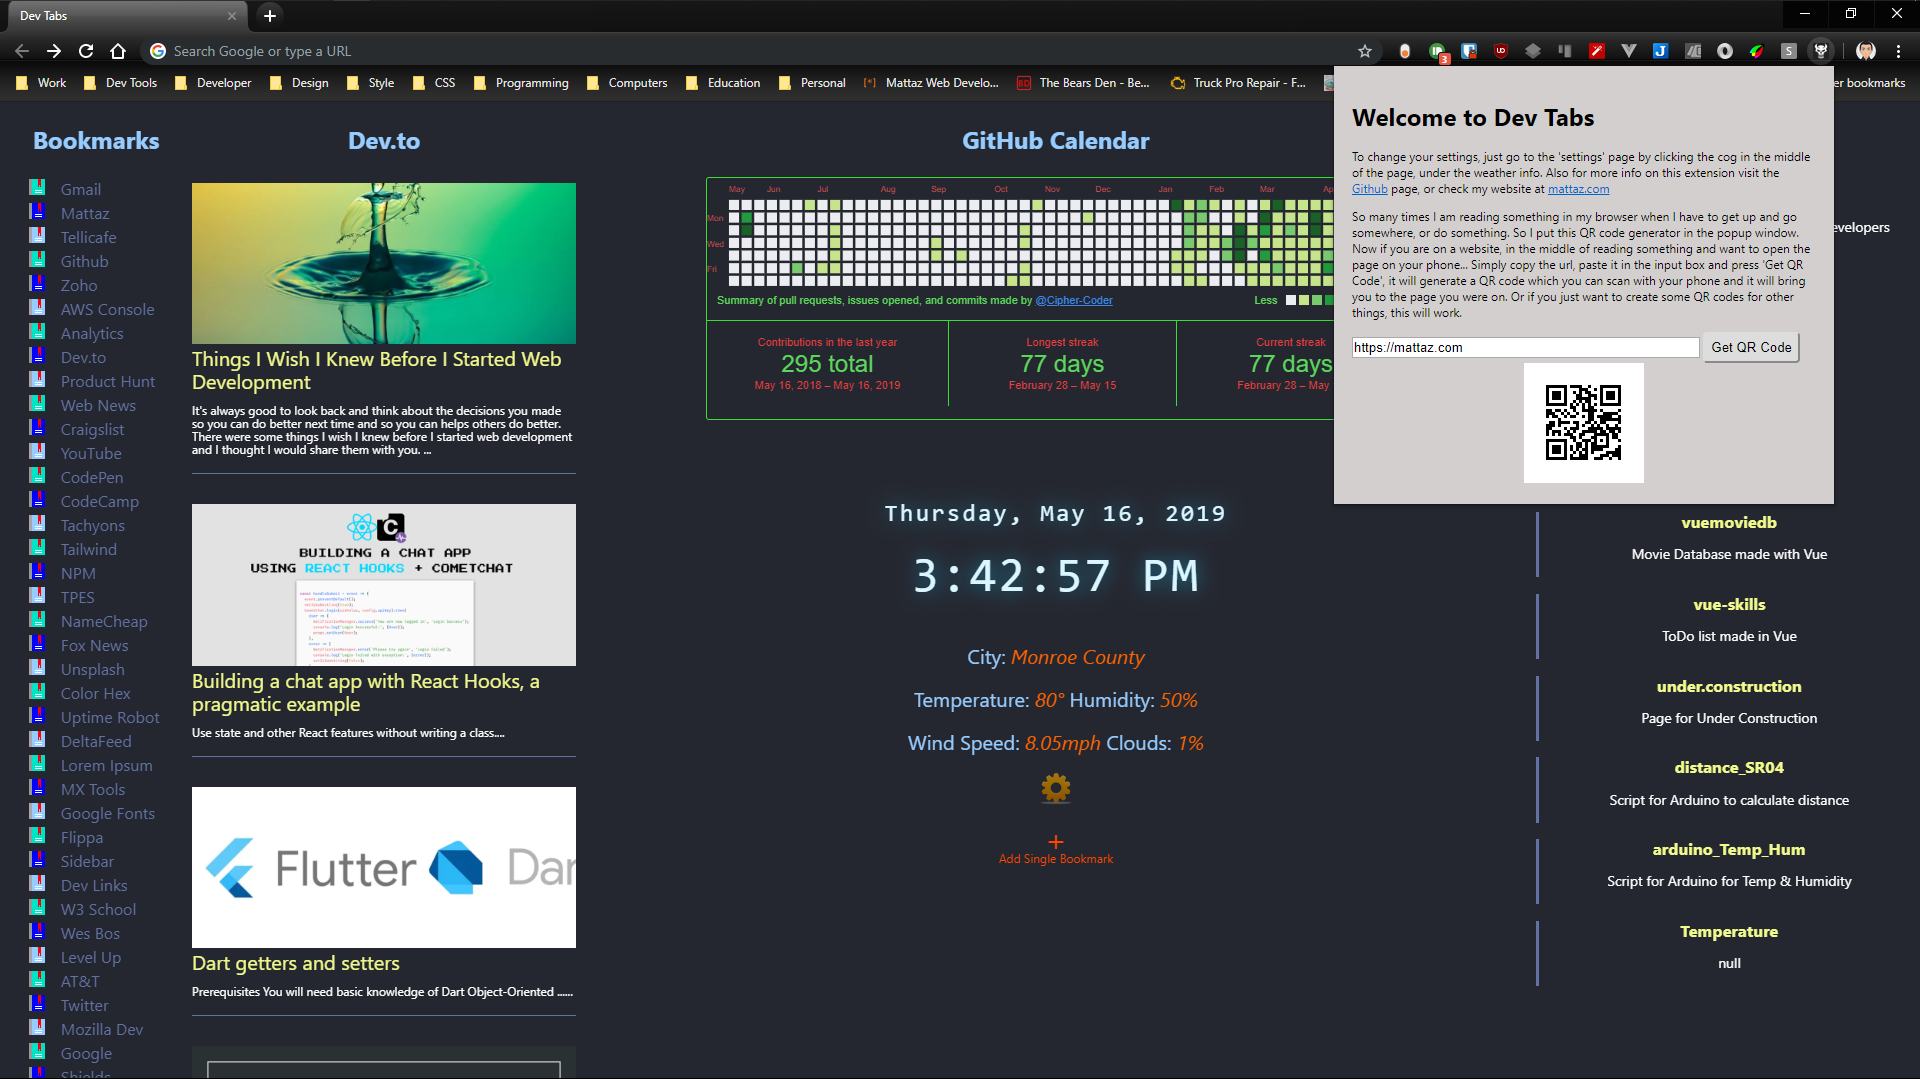 Dev Tabs
Search Google or type a URL
3
Work
Dev Tools
Developer
Design
Style
CSS
Programming
Computers
Education
Personal
Mattaz Web Develo...
The Bears Den - Be...
Truck Pro Repair - F...
er bookmarks
Bookmarks
Gmail
Mattaz
Tellicafe
Github
Zoho
AWS Console
Analytics
Dev.to
Product Hunt
Web News
Craigslist
YouTube
CodePen
CodeCamp
Tachyons
Tailwind
NPM
TPES
NameCheap
Fox News
Unsplash
Color Hex
Uptime Robot
DeltaFeed
Lorem Ipsum
MX Tools
Google Fonts
Flippa
Sidebar
Dev Links
W3 School
Wes Bos
Level Up
AT&T
Twitter
Mozilla Dev
Google
Shields
Dev.to
Things I Wish I Knew Before I Started Web
Development
It's always good to look back and think about the decisions you made
so you can do better next time and so you can helps others do better.
There were some things I wish I knew before I started web development
and I thought I would share them with you. ...
BUILDING A CHAT APP
USING REACT HOOKS + COMETCHAT
Building a chat app with React Hooks, a
pragmatic example
Use state and other React features without writing a class....
Flutter Dar
Dart getters and setters
Prerequisites You will need basic knowledge of Dart Object-Oriented ......
GitHub Calendar
May Jun Jul Aug Sep Oct Nov Dec Jan Feb Mar Ap
Mon
Wed
Fri
Summary of pull requests, issues opened, and commits made by @Cipher-Coder
Less
Contributions in the last year
295 total
May 16, 2018 – May 16, 2019
Longest streak
77 days
February 28 – May 15
Current streak
77 days
February 28 – May
Thursday, May 16, 2019
3:42:57 PM
City: Monroe County
Temperature: 80° Humidity: 50%
Wind Speed: 8.05mph Clouds: 1%
+
Add Single Bookmark
Welcome to Dev Tabs
To change your settings, just go to the 'settings' page by clicking the cog in the middle
of the page, under the weather info. Also for more info on this extension visit the
Github page, or check my website at mattaz.com
So many times I am reading something in my browser when I have to get up and go
somewhere, or do something. So I put this QR code generator in the popup window.
Now if you are on a website, in the middle of reading something and want to open the
page on your phone... Simply copy the url, paste it in the input box and press 'Get QR
Code', it will generate a QR code which you can scan with your phone and it will bring
you to the page you were on. Or if you just want to create some QR codes for other
things, this will work.
https://mattaz.com
Get QR Code
evelopers
vuemoviedb
Movie Database made with Vue
vue-skills
ToDo list made in Vue
under.construction
Page for Under Construction
distance_SR04
Script for Arduino to calculate distance
arduino_Temp_Hum
Script for Arduino for Temp & Humidity
Temperature
null